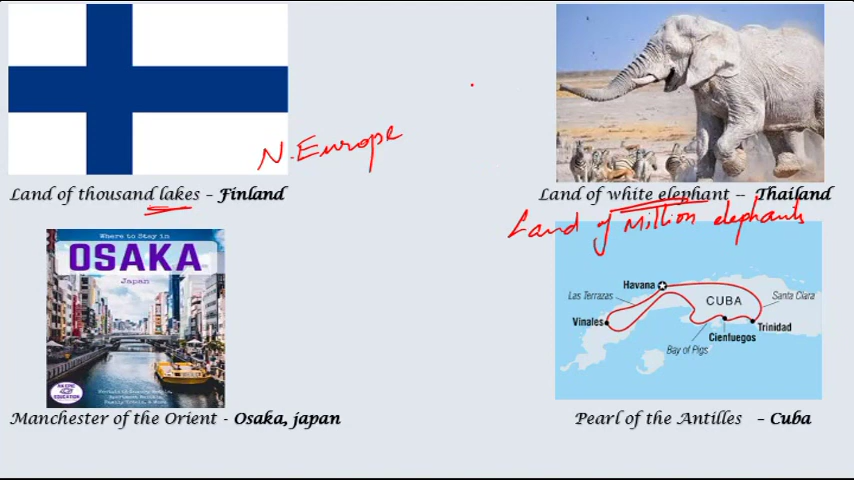 N. Europe
Land of thousand lakes – Finland
Land of white elephant -- Thailand
Land of Million elephants
Where to Stay in
OSAKA
Japan
Manchester of the Orient - Osaka, japan
Havana
Las Terrazas
CUBA
Santa Clara
Vinales
Trinidad
Cienfuegos
Bay of Pigs
Pearl of the Antilles – Cuba